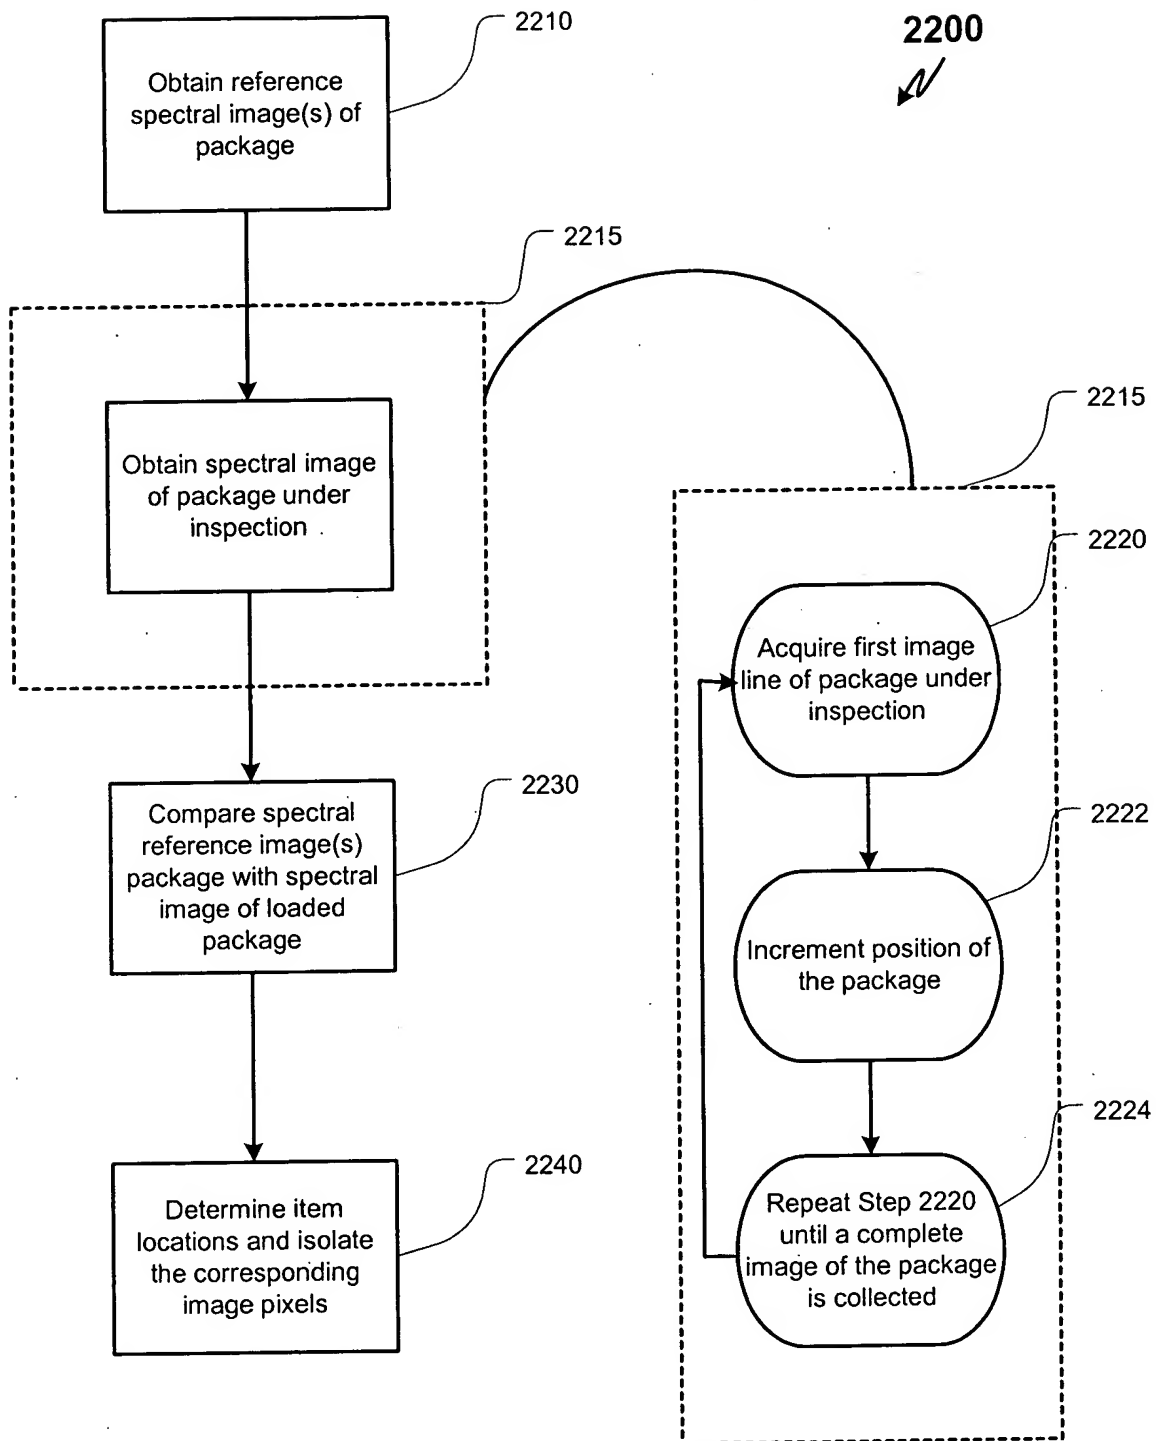 2210
2200
Obtain reference
spectral image(s) of
package
2215
Obtain spectral image
of package under
inspection
2215
2220
Acquire first image
line of package under
inspection
2230
Compare spectral
reference image(s)
package with spectral
image of loaded
package
2222
Increment position of
the package
2240
Determine item
locations and isolate
the corresponding
image pixels
2224
Repeat Step 2220
until a complete
image of the package
is collected